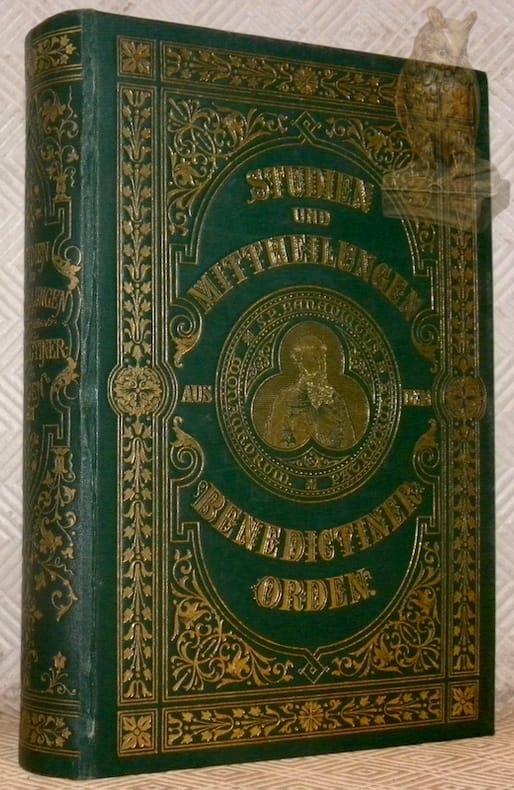 STUDIEN
UND
MITTHEILUNGEN
AUS DEM
BENEDICTINER-
ORDEN.